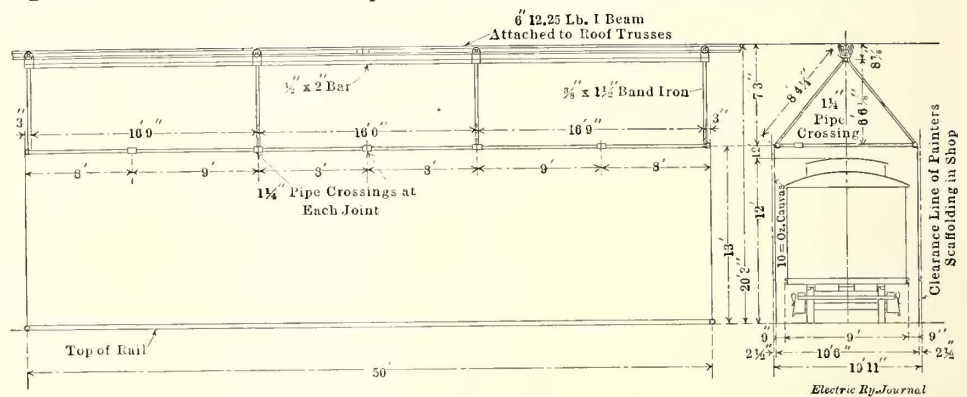 6" 12.25 Lb. I Beam
Attached to Roof Trusses
½" x 2" Bar
⅜" x 1½" Band Iron
3"
16'9"
16'0"
16'9"
3"
8'
9'
8'
8'
9'
8'
1¼" Pipe Crossings at
Each Joint
Top of Rail
50'
13'
20'3"
7'3"
12"
12'
8'4¼"
8⅞"
6'6⅛"
1¼"
Pipe
Crossing
10=Oz. Canvas
Clearance Line of Painters
Scaffolding in Shop
9"
9'
9"
2½"
10'6"
2½"
10'11"
Electric Ry. Journal